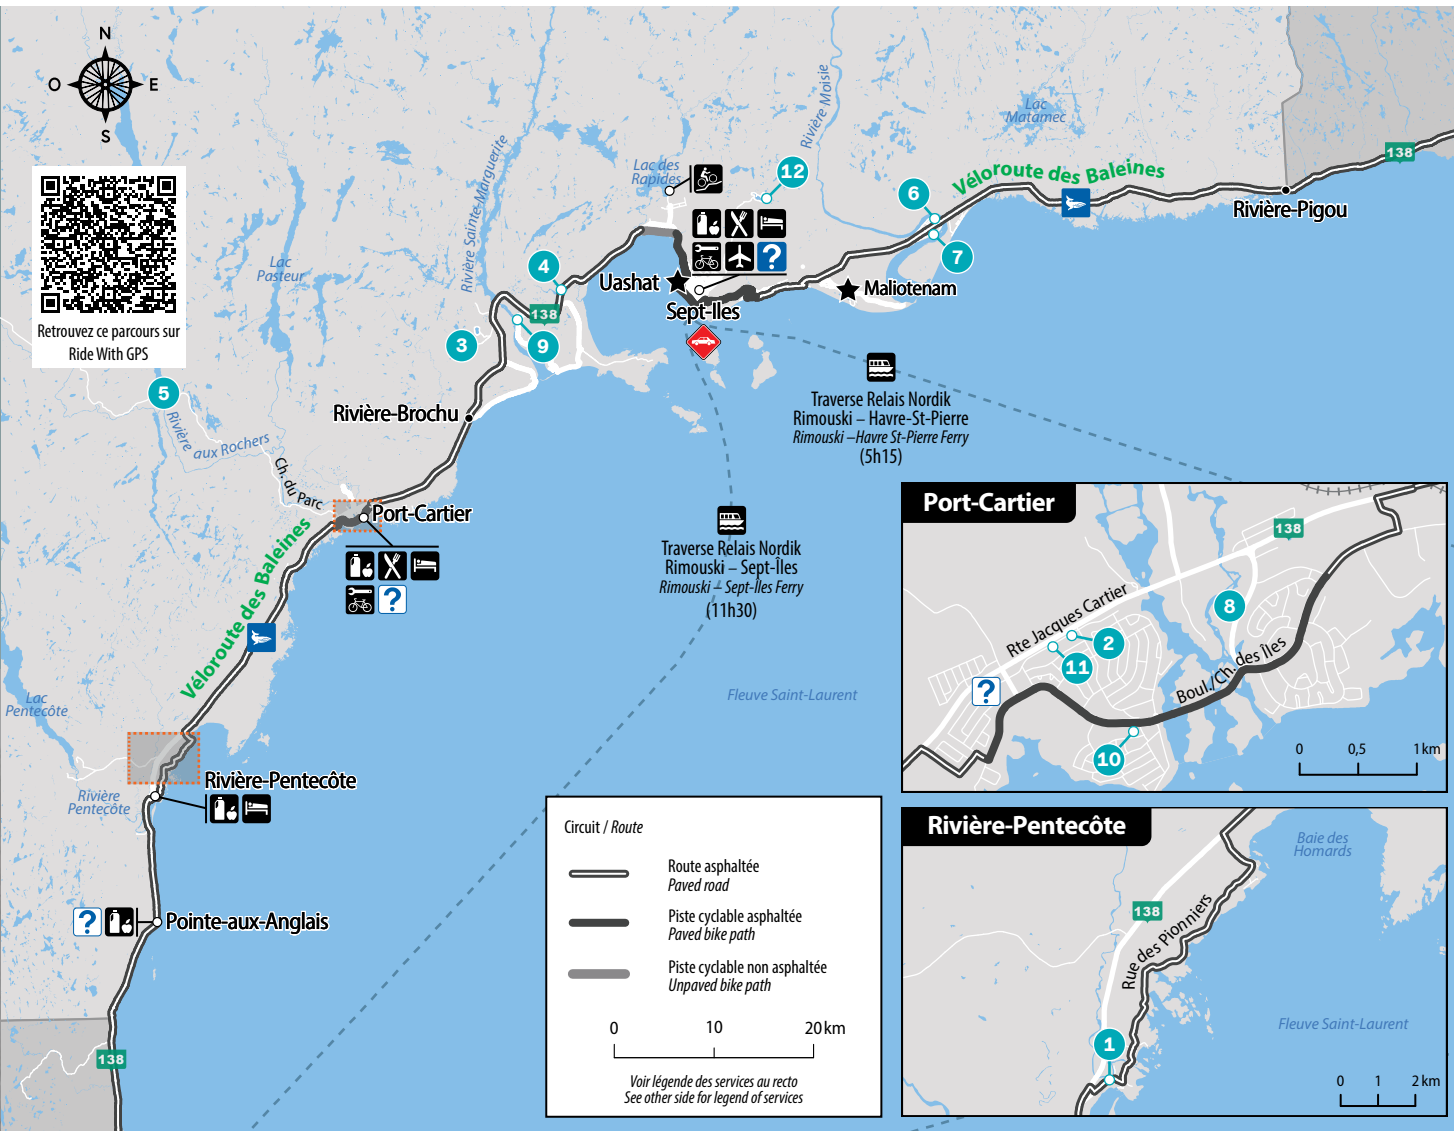 N
O
E
S
Retrouvez ce parcours sur
Ride With GPS
Lac
Pasteur
Rivière Sainte-Marguerite
Lac des
Rapides
12
Rivière Moisie
Lac
Matamec
Véloroute des Baleines
138
Rivière-Pigou
6
7
4
Uashat
?
Sept-Îles
Maliotenam
138
3
9
5
Rivière
aux Rochers
Rivière-Brochu
Ch. du Parc
Port-Cartier
?
Véloroute des Baleines
Traverse Relais Nordik
Rimouski – Havre-St-Pierre
Rimouski –Havre St-Pierre Ferry
(5h15)
Traverse Relais Nordik
Rimouski – Sept-Îles
Rimouski – Sept-Iles Ferry
(11h30)
Fleuve Saint-Laurent
Lac
Pentecôte
Rivière
Pentecôte
Rivière-Pentecôte
?
Pointe-aux-Anglais
138
Circuit / Route
Route asphaltée
Paved road
Piste cyclable asphaltée
Paved bike path
Piste cyclable non asphaltée
Unpaved bike path
0 10 20 km
Voir légende des services au recto
See other side for legend of services
Port-Cartier
138
Rte Jacques Cartier
8
2
11
?
Boul./Ch. des Îles
10
0 0,5 1 km
Rivière-Pentecôte
Baie des
Homards
138
Rue des Pionniers
Fleuve Saint-Laurent
1
0 1 2 km